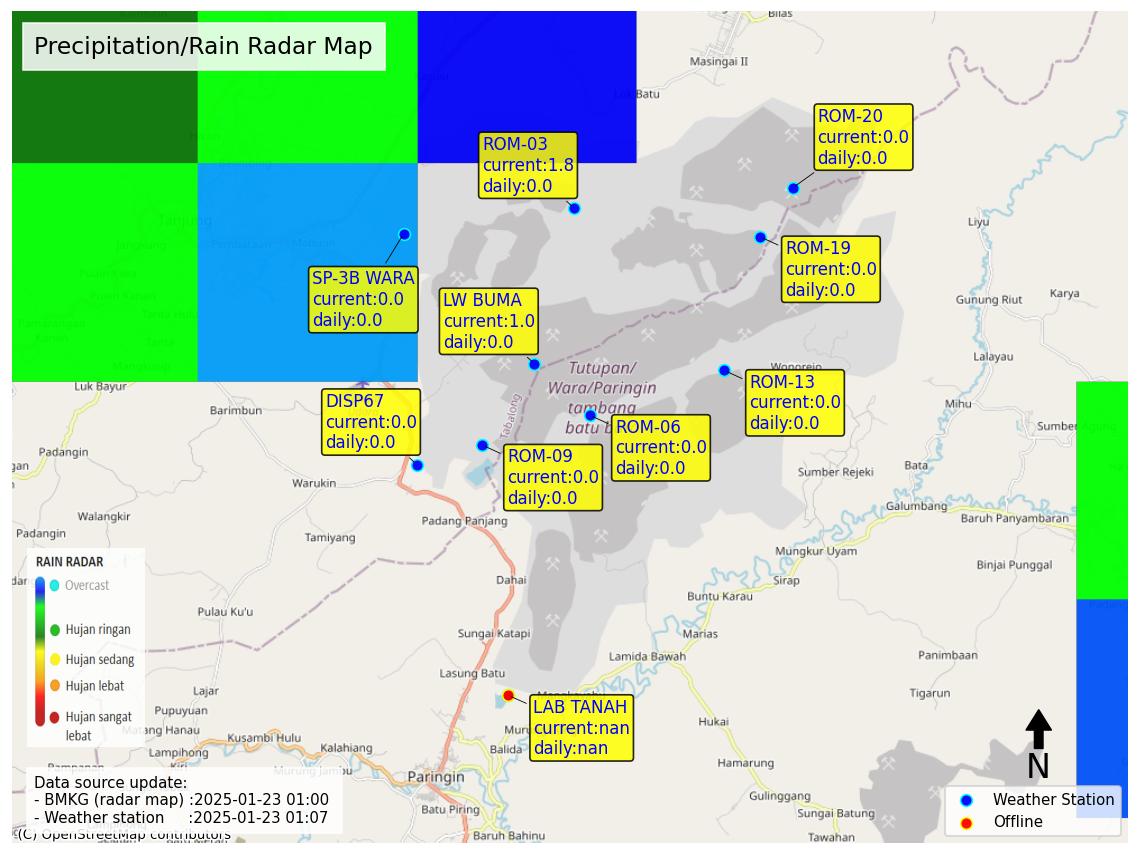 Precipitation/Rain Radar Map
Bilas
Masingai II
Luk Batu
ROM-20
current:0.0
daily:0.0
ROM-03
current:1.8
daily:0.0
Tanjung
Liyu
SP-3B WARA
current:0.0
daily:0.0
ROM-19
current:0.0
daily:0.0
LW BUMA
current:1.0
daily:0.0
Gunung Riut
Karya
Lalayau
Wonorejo
Tutupan/
Wara/Paringin
tambang
batu b
Luk Bayur
Barimbun
Tabalong
DISP67
current:0.0
daily:0.0
ROM-13
current:0.0
daily:0.0
Mihu
ROM-06
current:0.0
daily:0.0
ROM-09
current:0.0
daily:0.0
Padangin
Warukin
Sumber Rejeki
Bata
Galumbang
Baruh Panyambaran
Walangkir
Padangin
Padang Panjang
Tamiyang
Mungkur Uyam
Binjai Punggal
Dahai
Sirap
Buntu Karau
RAIN RADAR
Overcast
Hujan ringan
Hujan sedang
Hujan lebat
Hujan sangat
lebat
Pulau Ku'u
Sungai Katapi
Marias
Lamida Bawah
Panimbaan
Lasung Batu
Lajar
Tigarun
Pupuyuan
LAB TANAH
current:nan
daily:nan
Matang Hanau
Hukai
Kusambi Hulu
Kalahiang
Lampihong
Balida
Murung Jambu
Hamarung
Paringin
N
Data source update:
- BMKG (radar map) :2025-01-23 01:00
- Weather station :2025-01-23 01:07
Gulinggang
Batu Piring
Sungai Batung
Weather Station
Offline
Baruh Bahinu
Tawahan
(C) OpenStreetMap contributors